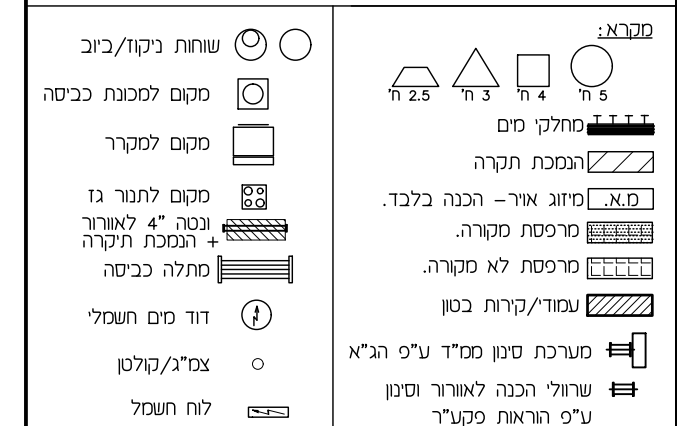 מקרא:
5 ח'
4 ח'
3 ח'
2.5 ח'
מחלקי מים
הנמכת תקרה
מ.א. מיזוג אויר– הכנה בלבד.
מרפסת מקורה.
מרפסת לא מקורה.
עמודי/קירות בטון
מערכת סינון ממ"ד ע"פ הג"א
שרוולי הכנה לאוורור וסינון
ע"פ הוראות פקע"ר
שוחות ניקוז/ביוב
מקום למכונת כביסה
מקום למקרר
מקום לתנור גז
ונטה "4 לאוורור
+ הנמכת תיקרה
מתלה כביסה
דוד מים חשמלי
צמ"ג/קולטן
לוח חשמל